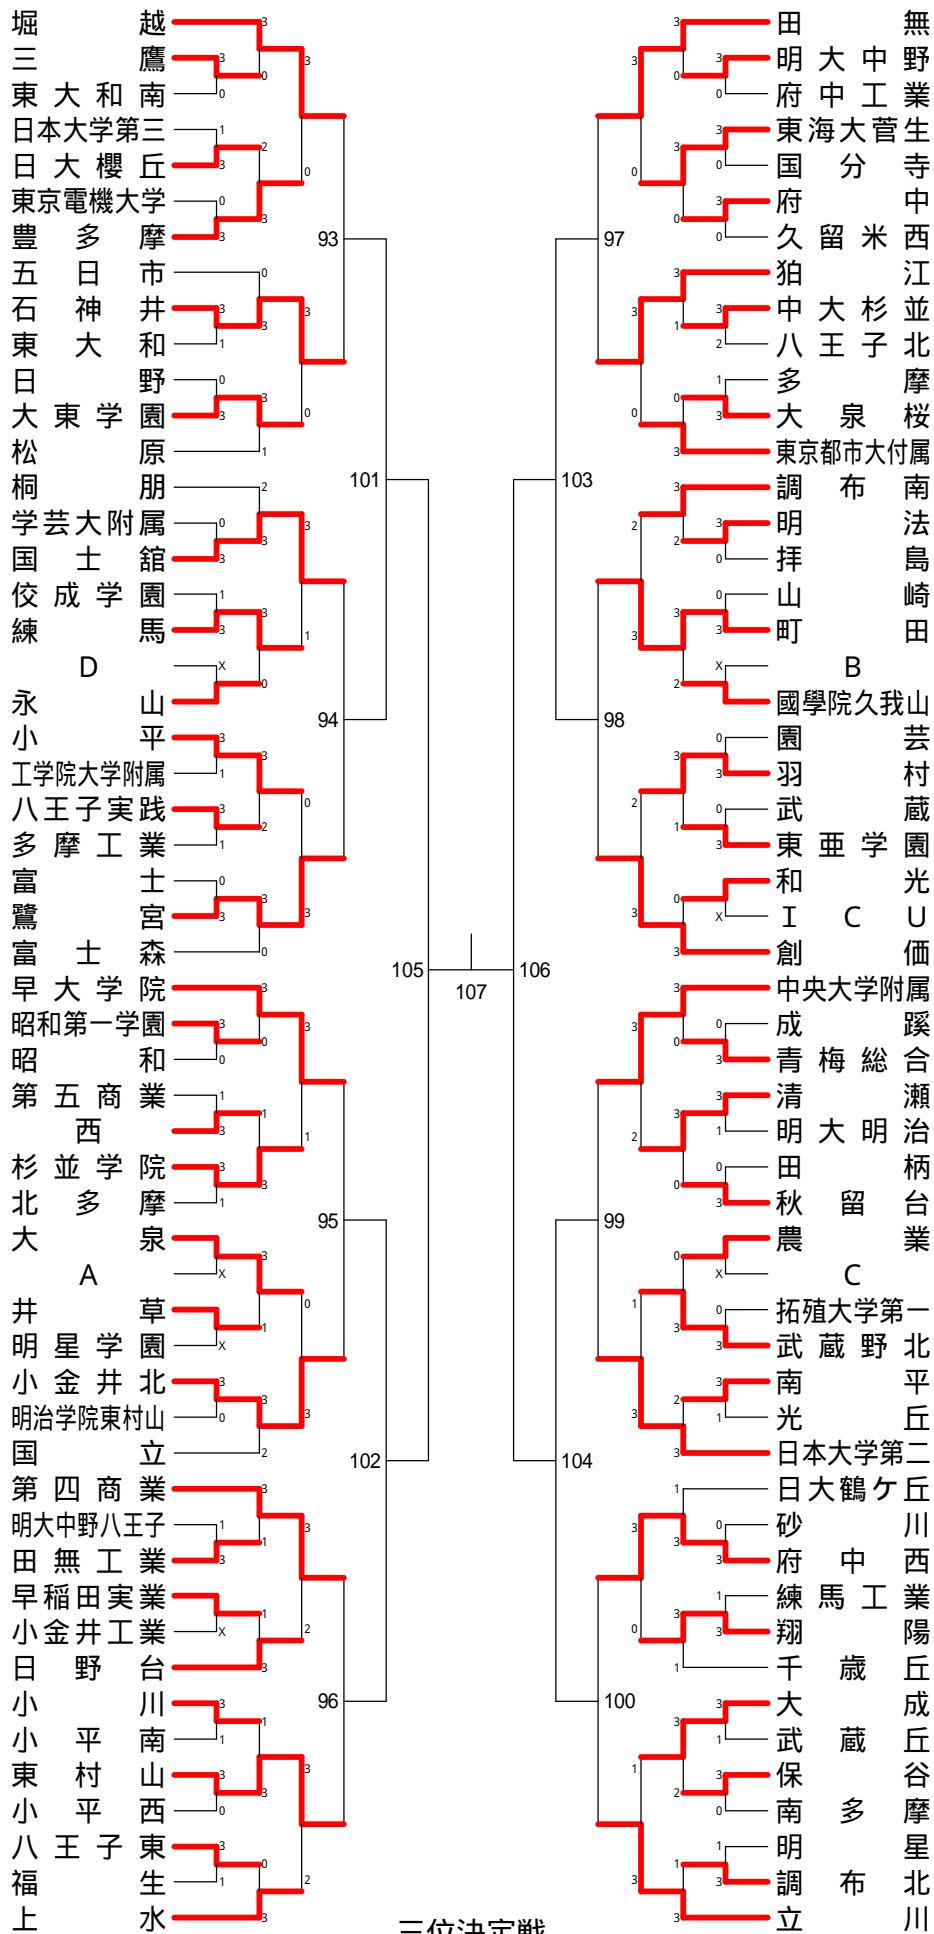 堀越
三鷹
東大和南
日本大学第三
日大櫻丘
東京電機大学
豊多摩
五日市
石神井
東大和
日野
大東学園
松原
桐朋
学芸大附属
国士舘
佼成学園
練馬
D
永山
小平
工学院大学附属
八王子実践
多摩工業
富士
鷺宮
富士森
早大学院
昭和第一学園
昭和
第五商業
西
杉並学院
北多摩
大泉
A
井草
明星学園
小金井北
明治学院東村山
国立
第四商業
明大中野八王子
田無工業
早稲田実業
小金井工業
日野台
小川
小平南
東村山
小平西
八王子東
福生
上水
93
94
95
96
101
102
105
107
106
103
104
97
98
99
100
田無
明大中野
府中工業
東海大菅生
国分寺
府中
久留米西
狛江
中大杉並
八王子北
多摩
大泉桜
東京都市大付属
調布南
明法
拝島
山崎
町田
B
國學院久我山
園芸
羽村
武蔵
東亜学園
和光
ICU
創価
中央大学附属
成蹊
青梅総合
清瀬
明大明治
田柄
秋留台
農業
C
拓殖大学第一
武蔵野北
南平
光丘
日本大学第二
日大鶴ケ丘
砂川
府中西
練馬工業
翔陽
千歳丘
大成
武蔵丘
保谷
南多摩
明星
調布北
立川
三位決定戦